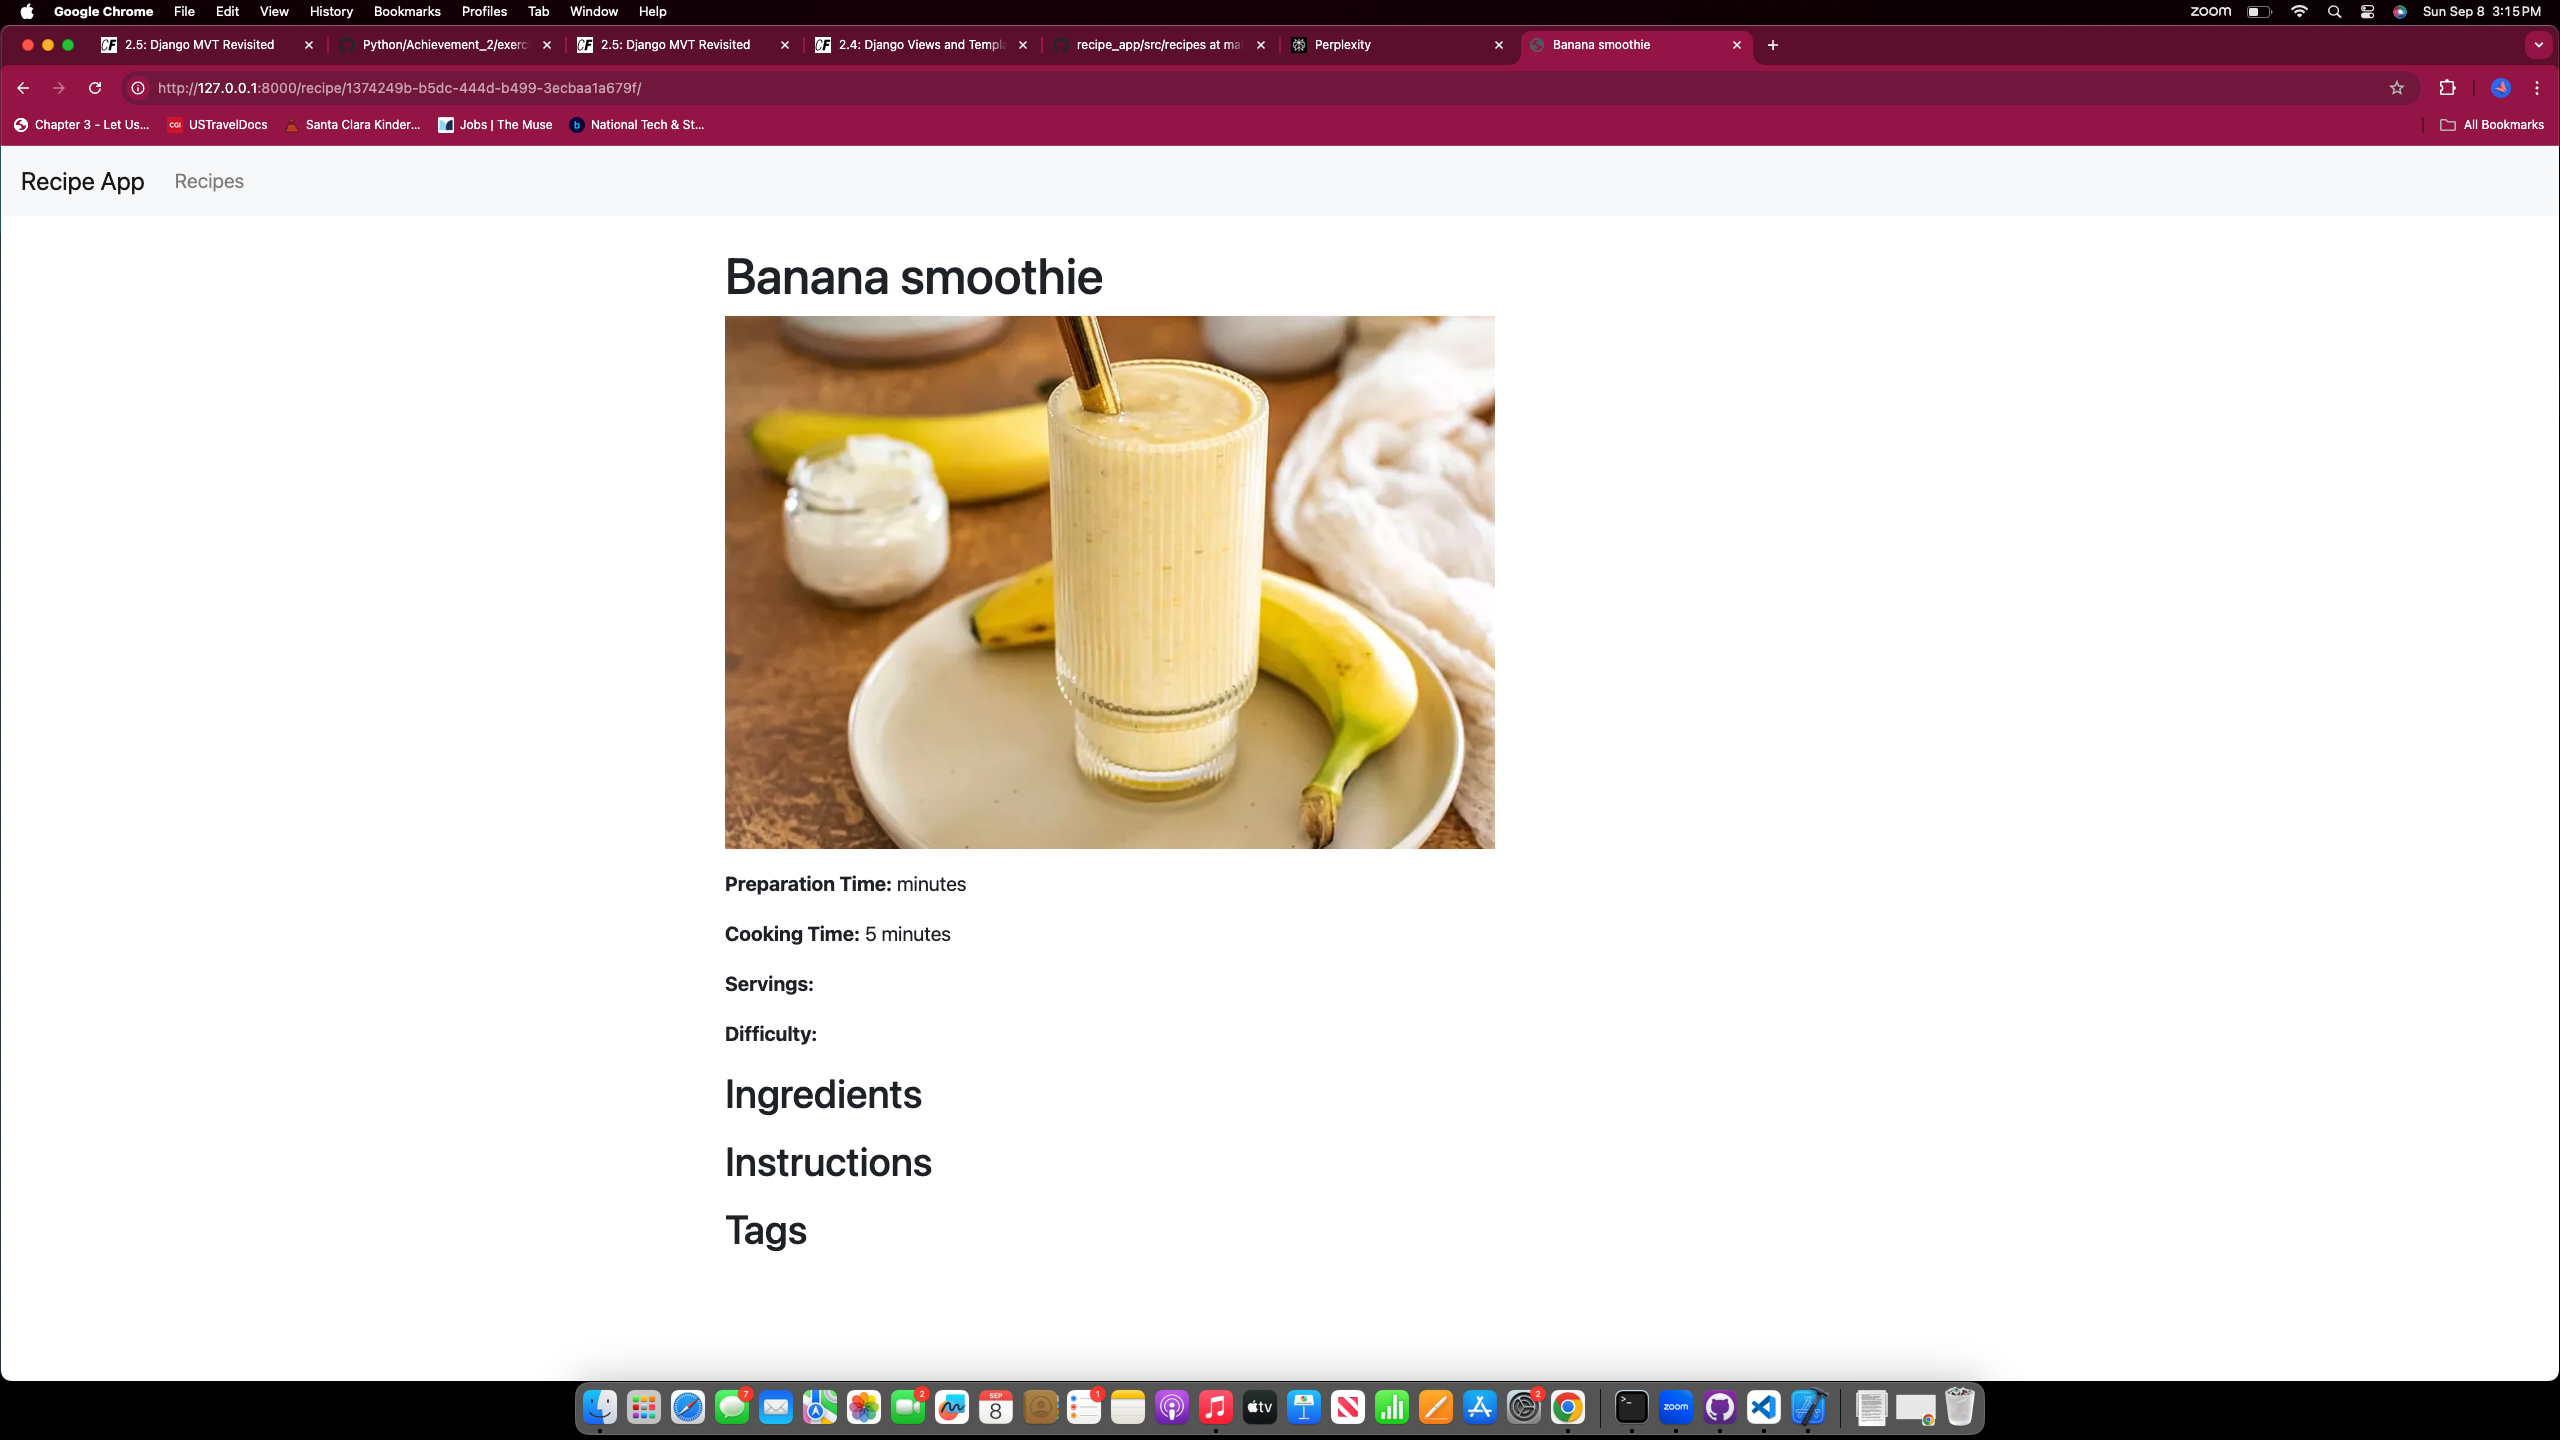 Google Chrome File Edit View History Bookmarks Profiles Tab Window Help zoom Sun Sep 8 3:15 PM
2.5: Django MVT Revisited Python/Achievement_2/exerc 2.5: Django MVT Revisited 2.4: Django Views and Templa recipe_app/src/recipes at mai Perplexity Banana smoothie
http://127.0.0.1:8000/recipe/1374249b-b5dc-444d-b499-3ecbaa1a679f/
Chapter 3 - Let Us... CGI USTravelDocs Santa Clara Kinder... Jobs | The Muse b National Tech & St... All Bookmarks
Recipe App Recipes
Banana smoothie
Preparation Time: minutes
Cooking Time: 5 minutes
Servings:
Difficulty:
Ingredients
Instructions
Tags
7 2 SEP 8 1 tv 2 zoom